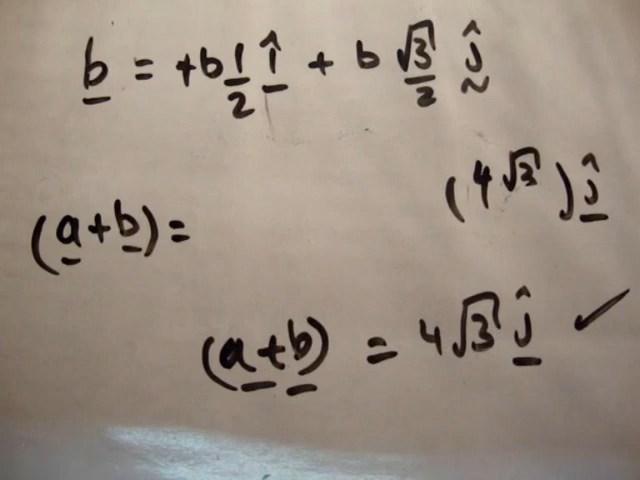 b = +b 1/2 î + b √3/2 ĵ
(a+b) = (4√3) ĵ
(a+b) = 4√3 ĵ ✓